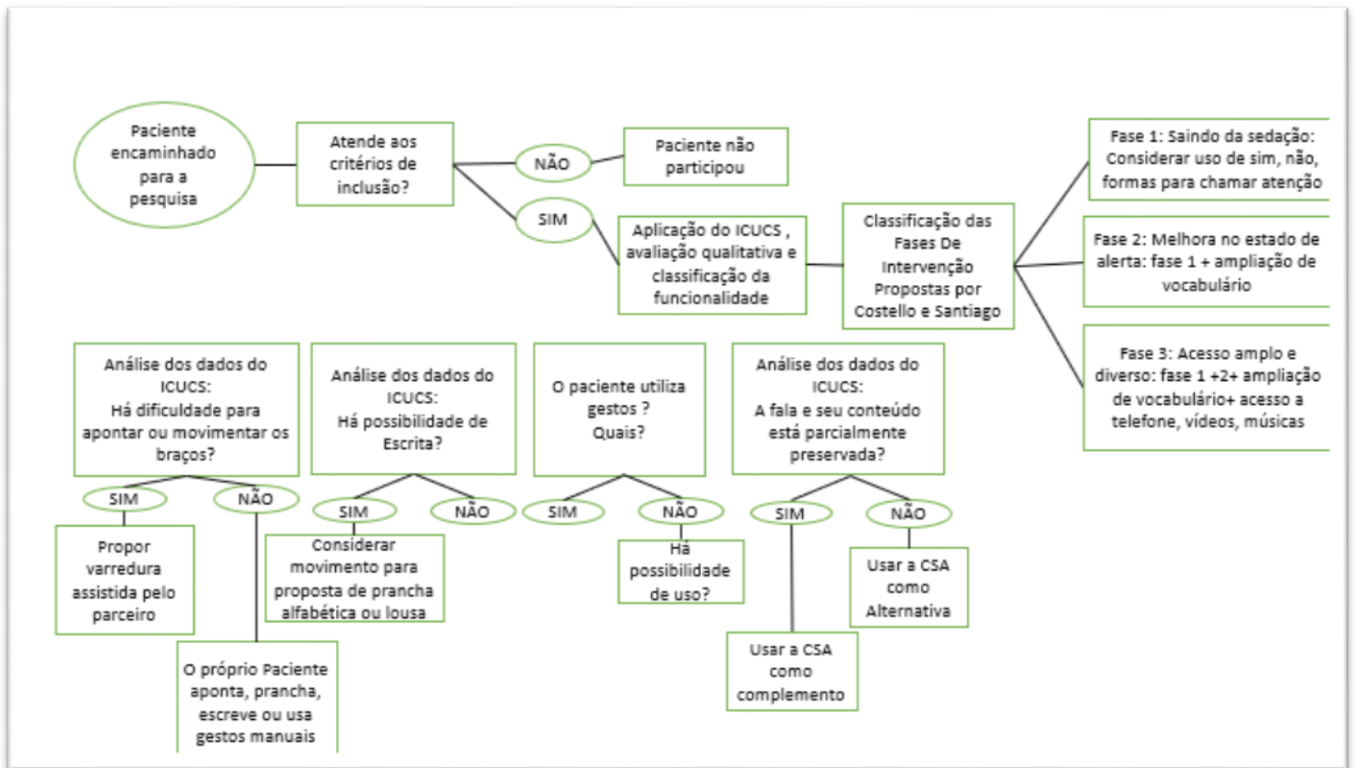 Paciente
encaminhado
para a
pesquisa
Atende aos
critérios de
inclusão?
NÃO
Paciente não
participou
SIM
Aplicação do ICUCS ,
avaliação qualitativa e
classificação da
funcionalidade
Classificação das
Fases De
Intervenção
Propostas por
Costello e Santiago
Fase 1: Saindo da sedação:
Considerar uso de sim, não,
formas para chamar atenção
Fase 2: Melhora no estado de
alerta: fase 1 + ampliação de
vocabulário
Fase 3: Acesso amplo e
diverso: fase 1 +2+ ampliação
de vocabulário+ acesso a
telefone, vídeos, músicas
Análise dos dados do
ICUCS:
Há dificuldade para
apontar ou movimentar os
braços?
SIM
NÃO
Propor
varredura
assistida pelo
parceiro
O próprio Paciente
aponta, prancha,
escreve ou usa
gestos manuais
Análise dos dados do
ICUCS:
Há possibilidade de
Escrita?
SIM
NÃO
Considerar
movimento para
proposta de prancha
alfabética ou lousa
O paciente utiliza
gestos ?
Quais?
SIM
NÃO
Há
possibilidade
de uso?
Análise dos dados do
ICUCS:
A fala e seu conteúdo
está parcialmente
preservada?
SIM
NÃO
Usar a CSA
como
complemento
Usar a CSA
como
Alternativa